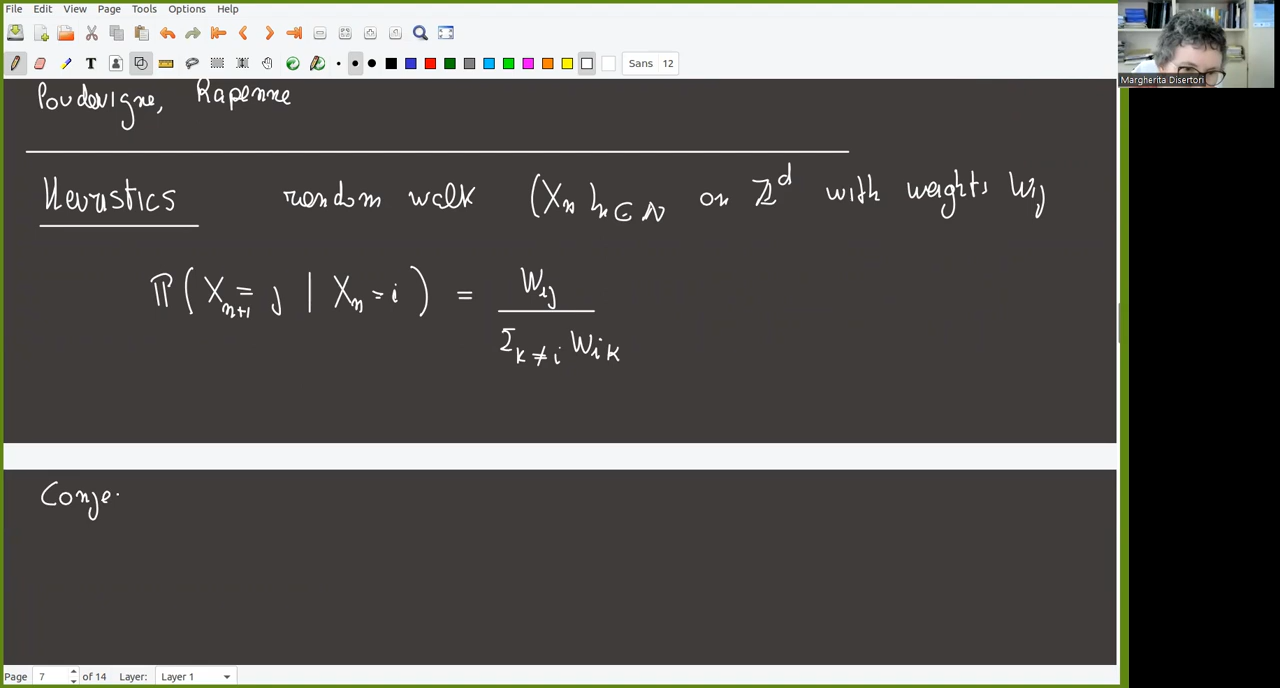 File Edit View Page Tools Options Help
Sans 12
Margherita Disertori
Poudevigne, Rapenne
Heuristics random walk (Xn)n∈ℕ on ℤ^d with weights Wij
ℙ(Xn+1 = j | Xn = i) = Wij / Σk≠i Wik
Conje
Page 7 of 14 Layer: Layer 1